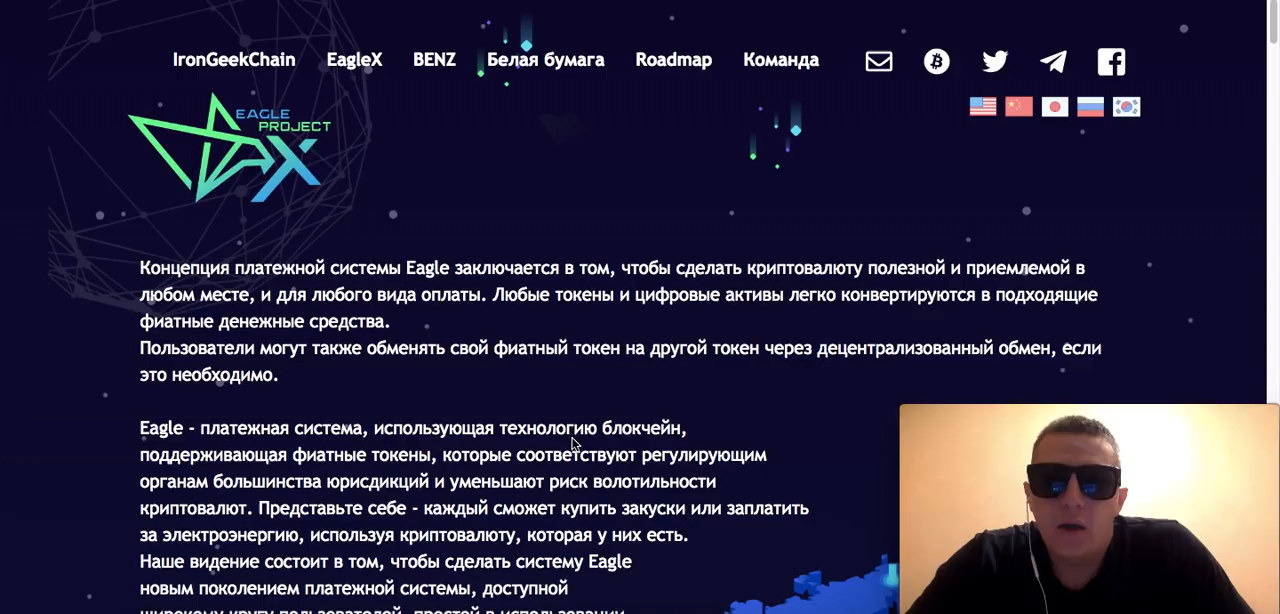 IronGeekChain EagleX BENZ Белая бумага Roadmap Команда
EAGLE
PROJECT
X
Концепция платежной системы Eagle заключается в том, чтобы сделать криптовалюту полезной и приемлемой в
любом месте, и для любого вида оплаты. Любые токены и цифровые активы легко конвертируются в подходящие
фиатные денежные средства.
Пользователи могут также обменять свой фиатный токен на другой токен через децентрализованный обмен, если
это необходимо.
Eagle - платежная система, использующая технологию блокчейн,
поддерживающая фиатные токены, которые соответствуют регулирующим
органам большинства юрисдикций и уменьшают риск волотильности
криптовалют. Представьте себе - каждый сможет купить закуски или заплатить
за электроэнергию, используя криптовалюту, которая у них есть.
Наше видение состоит в том, чтобы сделать систему Eagle
новым поколением платежной системы, доступной
широкому кругу пользователей, простой в использовании